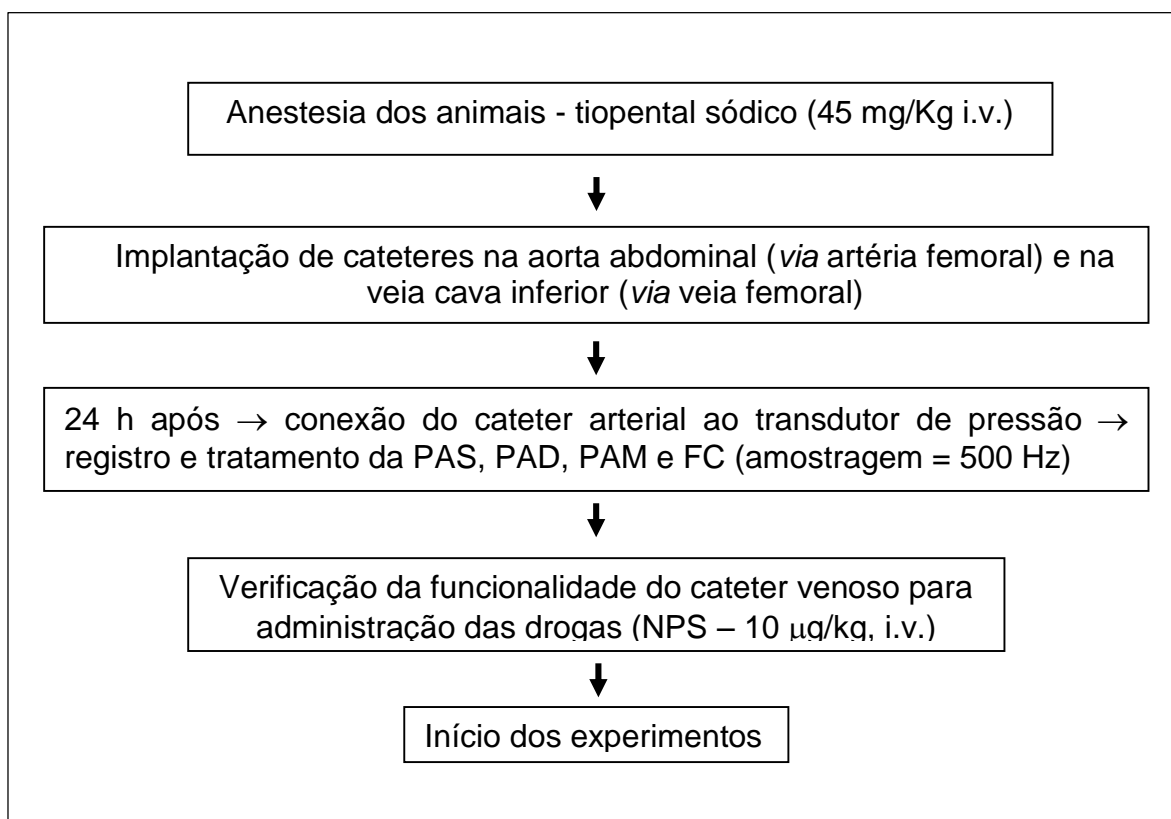 Anestesia dos animais - tiopental sódico (45 mg/Kg i.v.)
Implantação de cateteres na aorta abdominal (via artéria femoral) e na
veia cava inferior (via veia femoral)
24 h após → conexão do cateter arterial ao transdutor de pressão →
registro e tratamento da PAS, PAD, PAM e FC (amostragem = 500 Hz)
Verificação da funcionalidade do cateter venoso para
administração das drogas (NPS – 10 μg/kg, i.v.)
Início dos experimentos